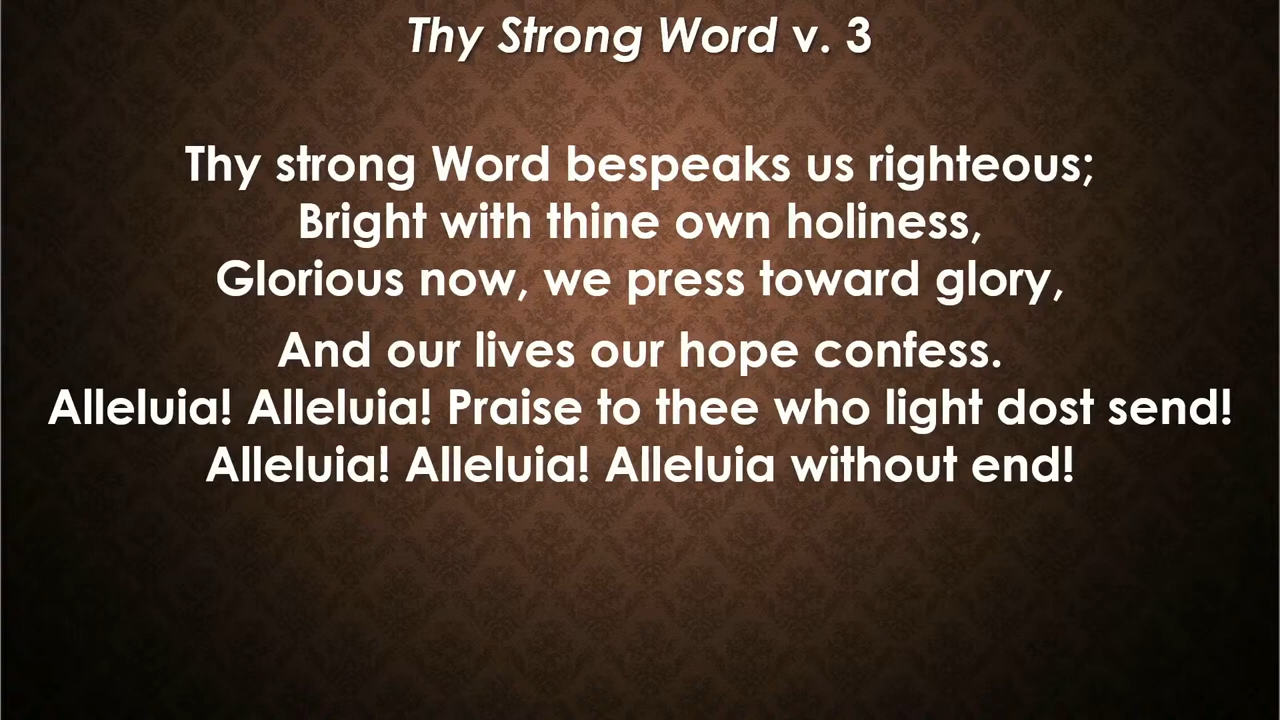 Thy Strong Word v. 3
Thy strong Word bespeaks us righteous;
Bright with thine own holiness,
Glorious now, we press toward glory,
And our lives our hope confess.
Alleluia! Alleluia! Praise to thee who light dost send!
Alleluia! Alleluia! Alleluia without end!